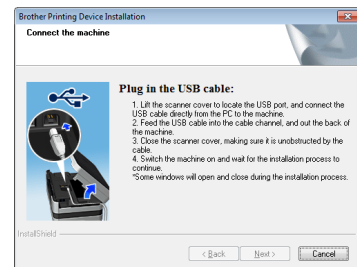 Brother Printing Device Installation
Connect the machine
Plug in the USB cable:
1. Lift the scanner cover to locate the USB port, and connect the
USB cable directly from the PC to the machine.
2. Feed the USB cable into the cable channel, and out the back of
the machine.
3. Close the scanner cover, making sure it is unobstructed by the
cable.
4. Switch the machine on and wait for the installation process to
continue.
*Some windows will open and close during the installation process.
InstallShield
< Back
Next >
Cancel